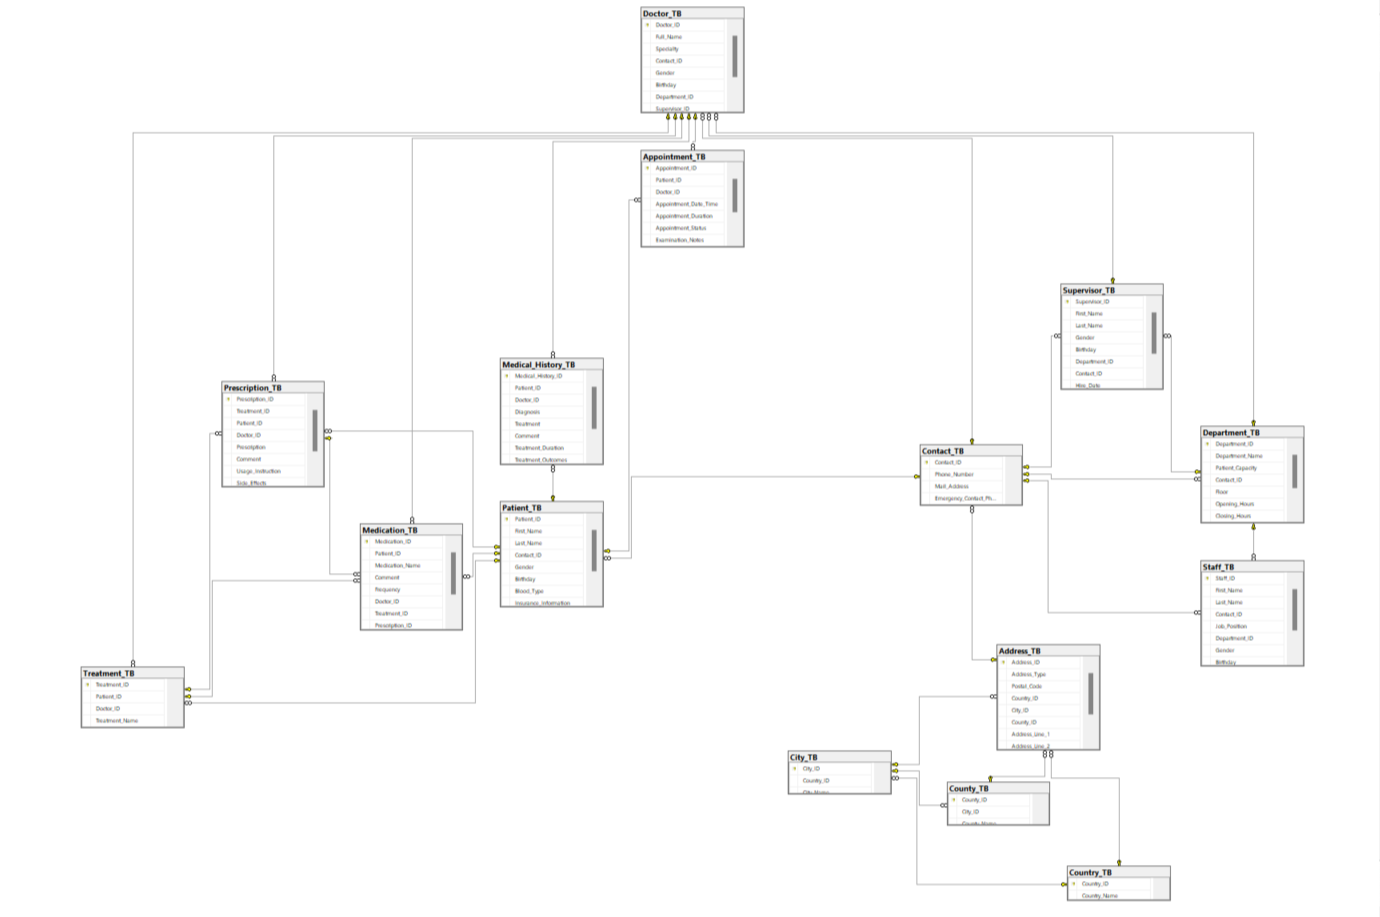 Doctor_TB
Doctor_ID
Full_Name
Speciality
Contact_ID
Gender
Birthday
Department_ID
Supervisor_ID
Appointment_TB
Appointment_ID
Patient_ID
Doctor_ID
Appointment_Date_Time
Appointment_Duration
Appointment_Status
Examination_Notes
Supervisor_TB
Supervisor_ID
First_Name
Last_Name
Gender
Birthday
Department_ID
Contact_ID
Hire_Date
Medical_History_TB
Medical_History_ID
Patient_ID
Doctor_ID
Diagnosis
Treatment
Comment
Treatment_Duration
Treatment_Outcomes
Prescription_TB
Prescription_ID
Treatment_ID
Patient_ID
Doctor_ID
Prescription
Comment
Usage_Instruction
Side_Effects
Department_TB
Department_ID
Department_Name
Patient_Capacity
Contact_ID
Floor
Opening_Hours
Closing_Hours
Contact_TB
Contact_ID
Phone_Number
Mail_Address
Emergency_Contact_Ph...
Patient_TB
Patient_ID
First_Name
Last_Name
Contact_ID
Gender
Birthday
Blood_Type
Insurance_Information
Medication_TB
Medication_ID
Patient_ID
Medication_Name
Comment
Frequency
Doctor_ID
Treatment_ID
Prescription_ID
Staff_TB
Staff_ID
First_Name
Last_Name
Contact_ID
Job_Position
Department_ID
Gender
Birthday
Address_TB
Address_ID
Address_Type
Postal_Code
Country_ID
City_ID
County_ID
Address_Line_1
Address_Line_2
Treatment_TB
Treatment_ID
Patient_ID
Doctor_ID
Treatment_Name
City_TB
City_ID
Country_ID
City_Name
County_TB
County_ID
City_ID
County_Name
Country_TB
Country_ID
Country_Name